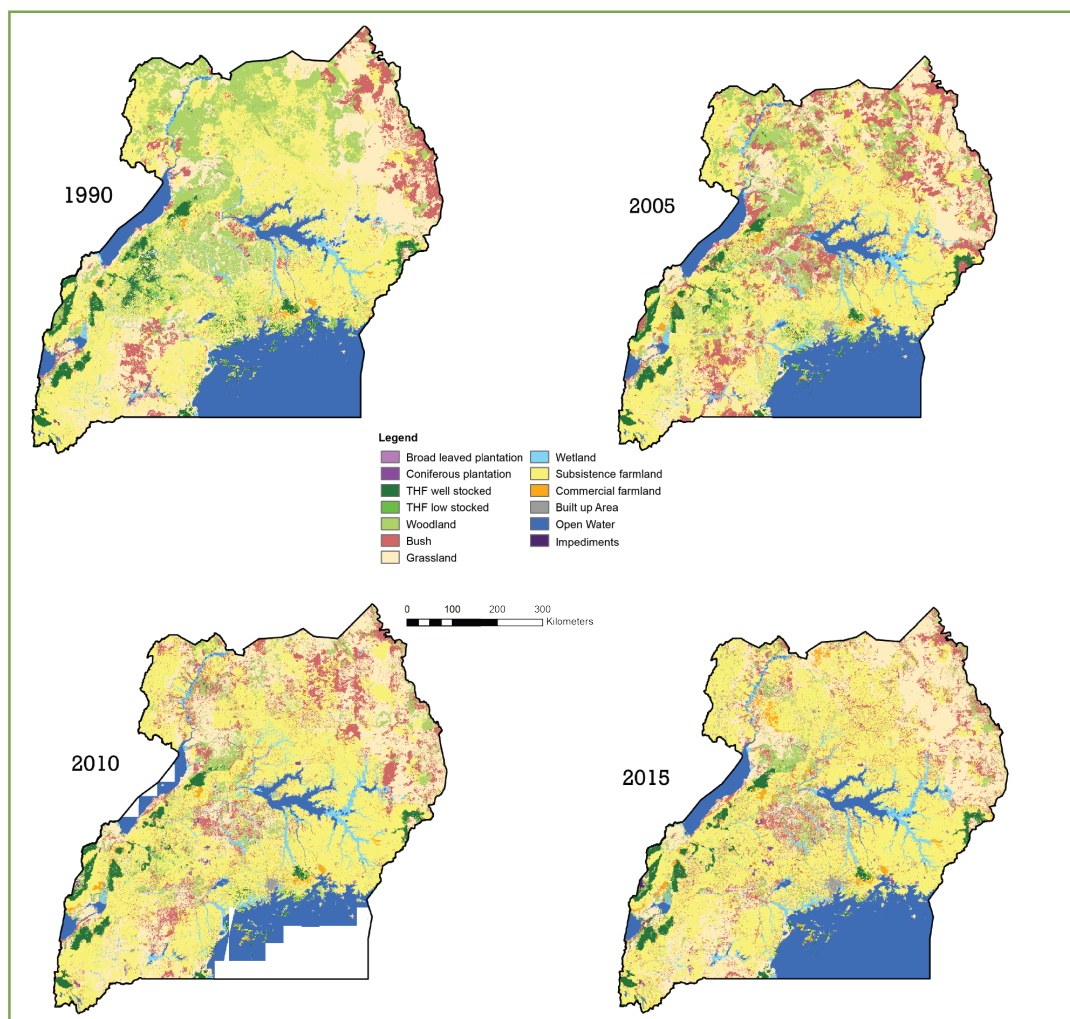 1990
2005
Legend
Broad leaved plantation
Coniferous plantation
THF well stocked
THF low stocked
Woodland
Bush
Grassland
Wetland
Subsistence farmland
Commercial farmland
Built up Area
Open Water
Impediments
0 100 200 300
Kilometers
2010
2015